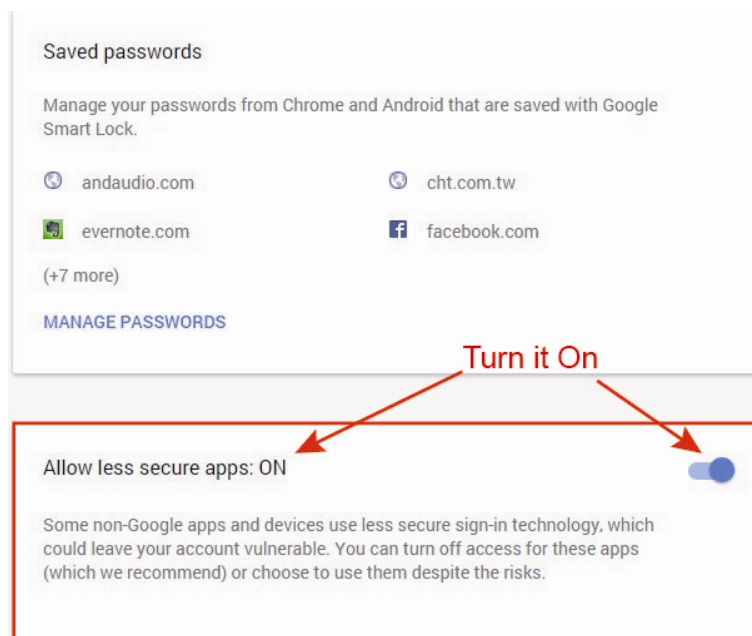 Saved passwords
Manage your passwords from Chrome and Android that are saved with Google
Smart Lock.
andaudio.com
cht.com.tw
evernote.com
facebook.com
(+7 more)
MANAGE PASSWORDS
Turn it On
Allow less secure apps: ON
Some non-Google apps and devices use less secure sign-in technology, which
could leave your account vulnerable. You can turn off access for these apps
(which we recommend) or choose to use them despite the risks.